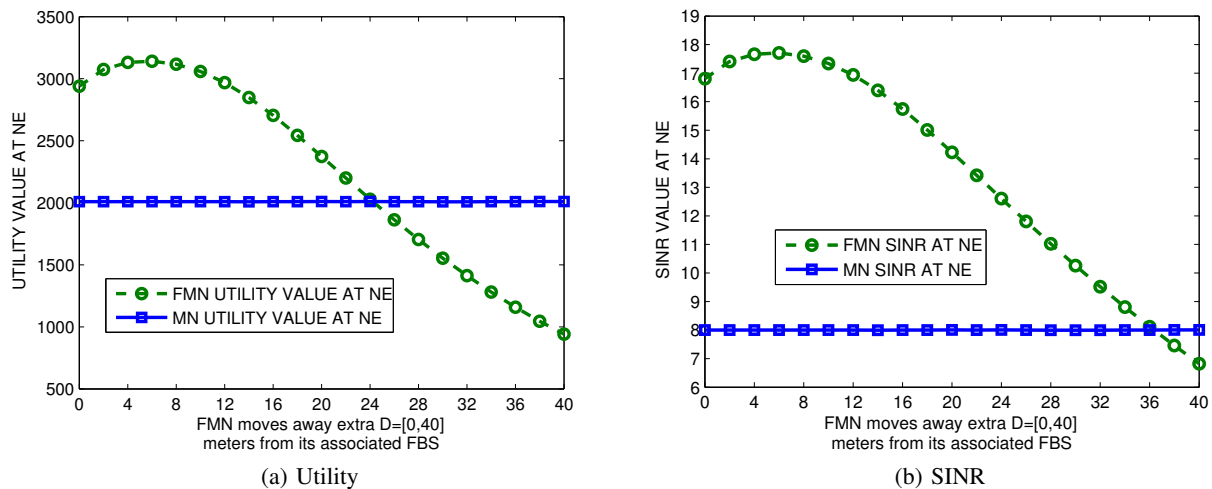 3500
3000
2500
2000
1500
1000
500
UTILITY VALUE AT NE
FMN UTILITY VALUE AT NE
MN UTILITY VALUE AT NE
0 4 8 12 16 20 24 28 32 36 40
FMN moves away extra D=[0,40]
meters from its associated FBS
(a) Utility
19
18
17
16
15
14
13
12
11
10
9
8
7
6
SINR VALUE AT NE
FMN SINR AT NE
MN SINR AT NE
0 4 8 12 16 20 24 28 32 36 40
FMN moves away extra D=[0,40]
meters from its associated FBS
(b) SINR